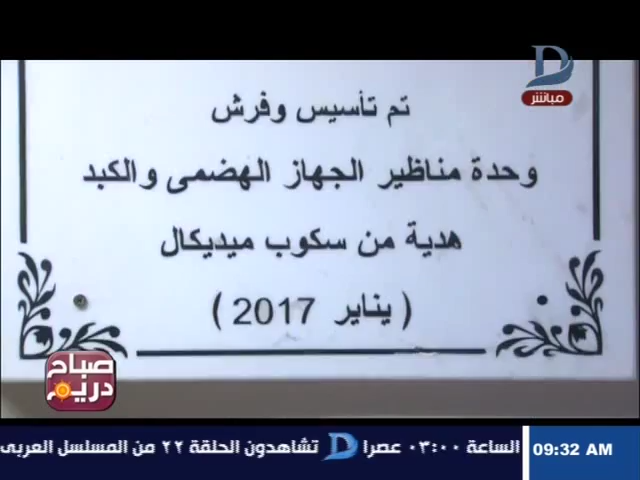 مباشر
تم تأسيس وفرش
وحدة مناظير الجهاز الهضمى والكبد
هدية من سكوب ميديكال
( يناير 2017 )
صباح
دريم
الساعة ٠٣:٠٠ عصرا تشاهدون الحلقة ٢٢ من المسلسل العربى
09:32 AM